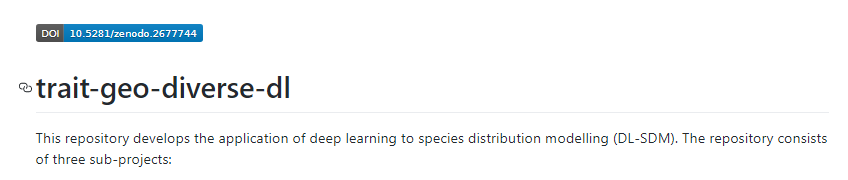 DOI 10.5281/zenodo.2677744
trait-geo-diverse-dl
This repository develops the application of deep learning to species distribution modelling (DL-SDM). The repository consists
of three sub-projects: